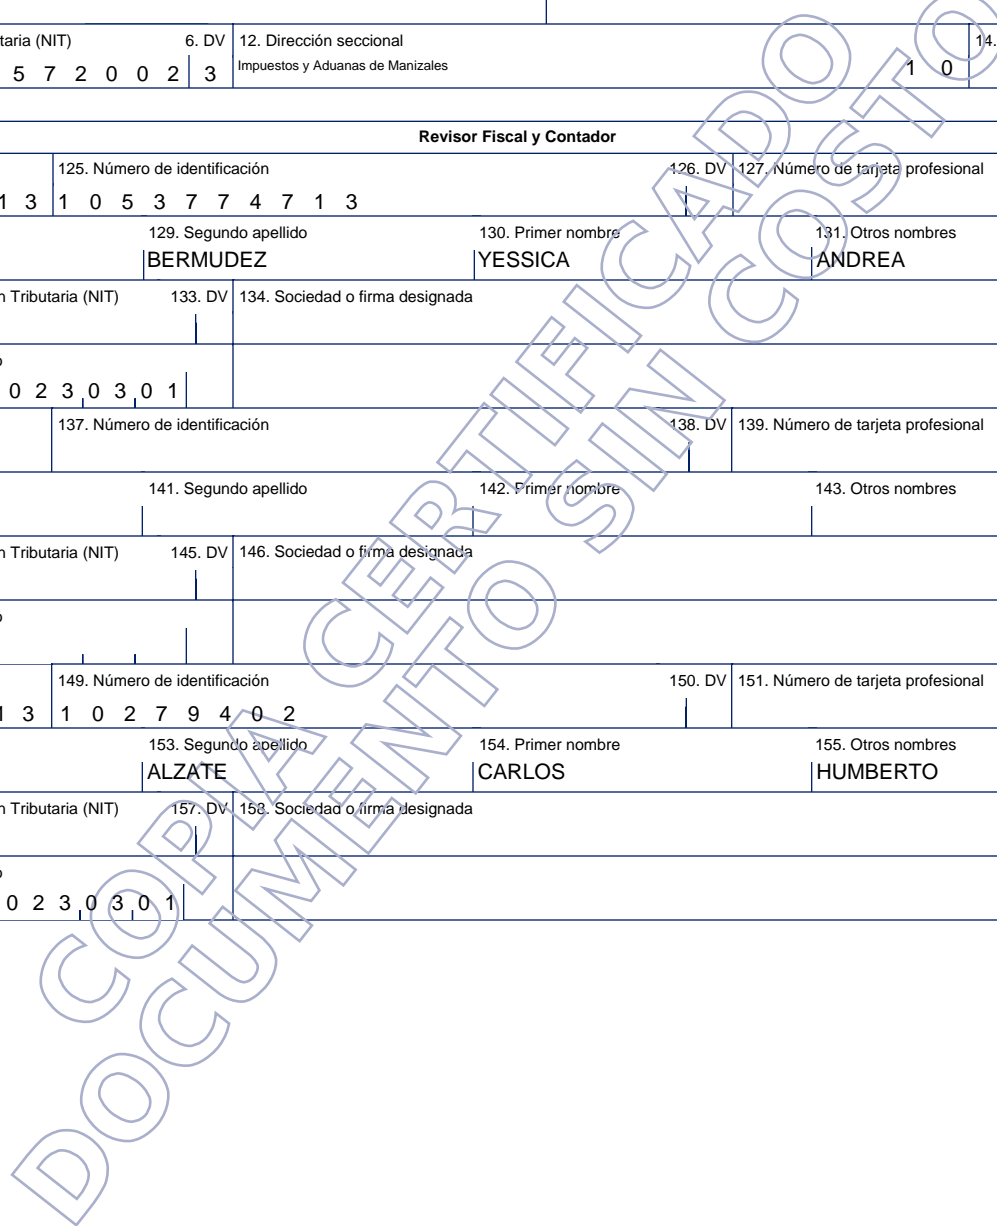 taria (NIT) 6. DV 12. Dirección seccional 14.
5 7 2 0 0 2 3 Impuestos y Aduanas de Manizales 1 0
Revisor Fiscal y Contador
125. Número de identificación 126. DV 127. Número de tarjeta profesional
1 3 1 0 5 3 7 7 4 7 1 3
129. Segundo apellido 130. Primer nombre 131. Otros nombres
BERMUDEZ YESSICA ANDREA
n Tributaria (NIT) 133. DV 134. Sociedad o firma designada
o
0 2 3 0 3 0 1
137. Número de identificación 138. DV 139. Número de tarjeta profesional
141. Segundo apellido 142. Primer nombre 143. Otros nombres
n Tributaria (NIT) 145. DV 146. Sociedad o firma designada
o
149. Número de identificación 150. DV 151. Número de tarjeta profesional
1 3 1 0 2 7 9 4 0 2
153. Segundo apellido 154. Primer nombre 155. Otros nombres
ALZATE CARLOS HUMBERTO
n Tributaria (NIT) 157. DV 158. Sociedad o firma designada
o
0 2 3 0 3 0 1
COPIA CERTIFICADO
DOCUMENTO SIN COSTO